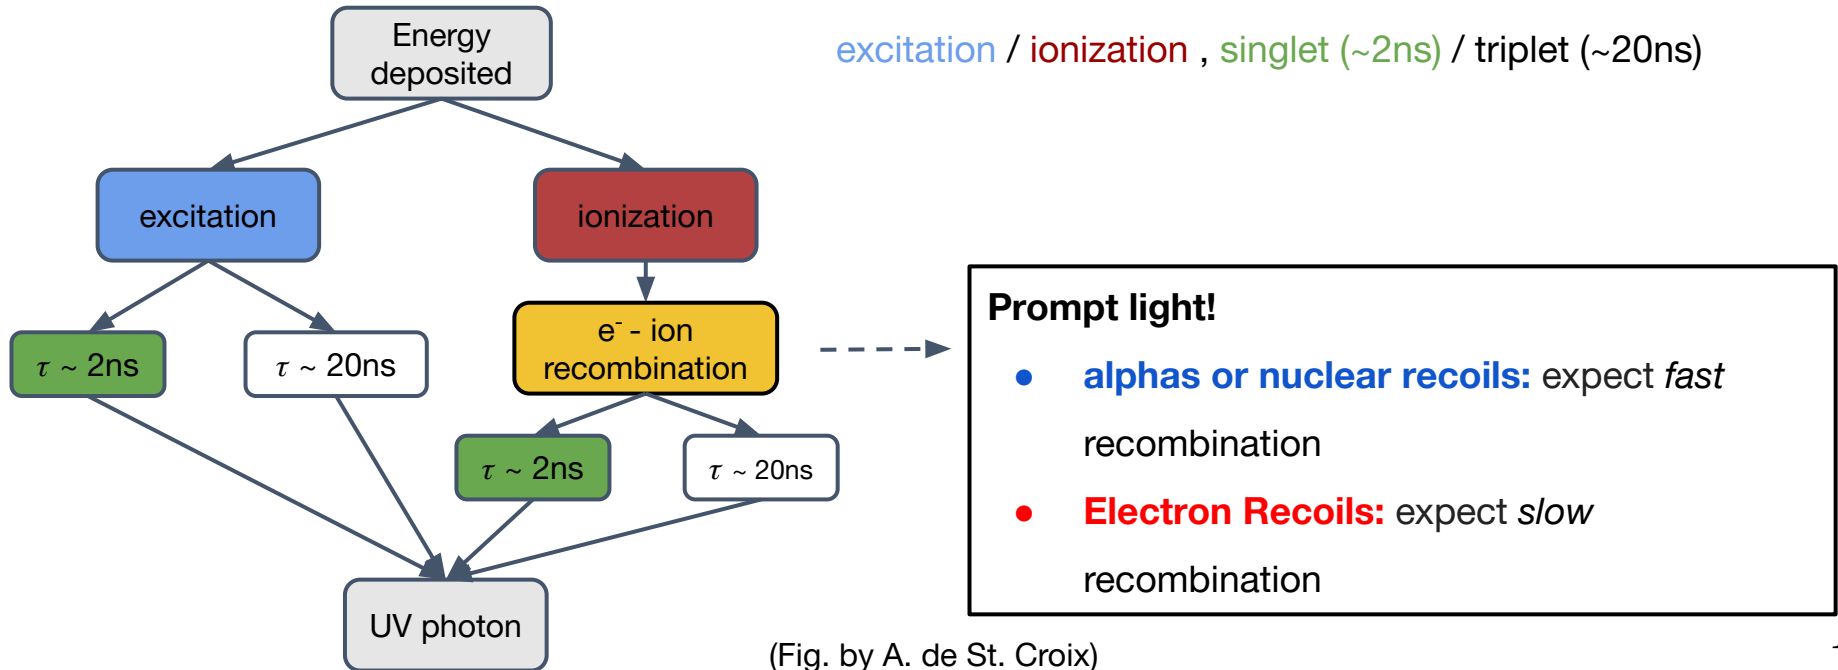 Energy
deposited
excitation / ionization , singlet (~2ns) / triplet (~20ns)
excitation
ionization
τ ~ 2ns
τ ~ 20ns
e⁻ - ion
recombination
τ ~ 2ns
τ ~ 20ns
UV photon
Prompt light!
● alphas or nuclear recoils: expect fast
recombination
● Electron Recoils: expect slow
recombination
(Fig. by A. de St. Croix)